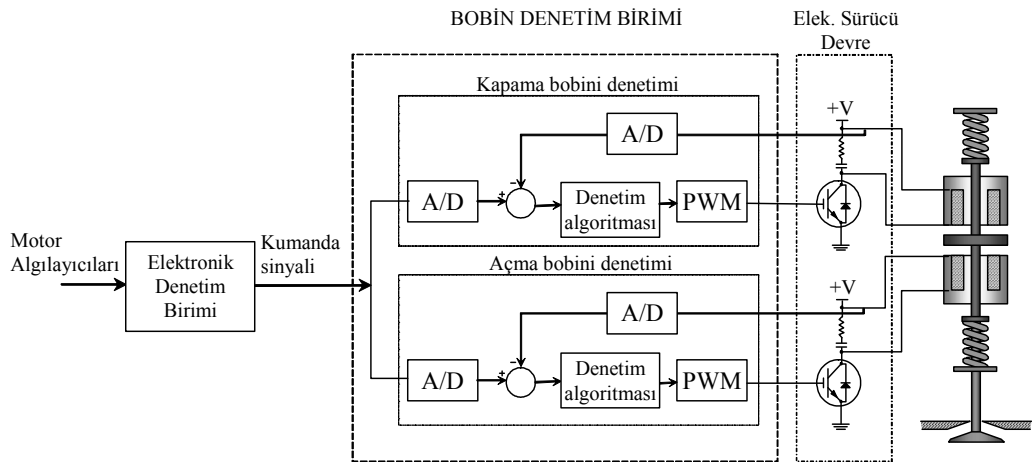 BOBİN DENETİM BİRİMİ
Elek. Sürücü
Devre
Kapama bobini denetimi
+V
A/D
A/D
+
−
Denetim
algoritması
PWM
Motor
Algılayıcıları
Elektronik
Denetim
Birimi
Kumanda
sinyali
Açma bobini denetimi
+V
A/D
A/D
+
−
Denetim
algoritması
PWM